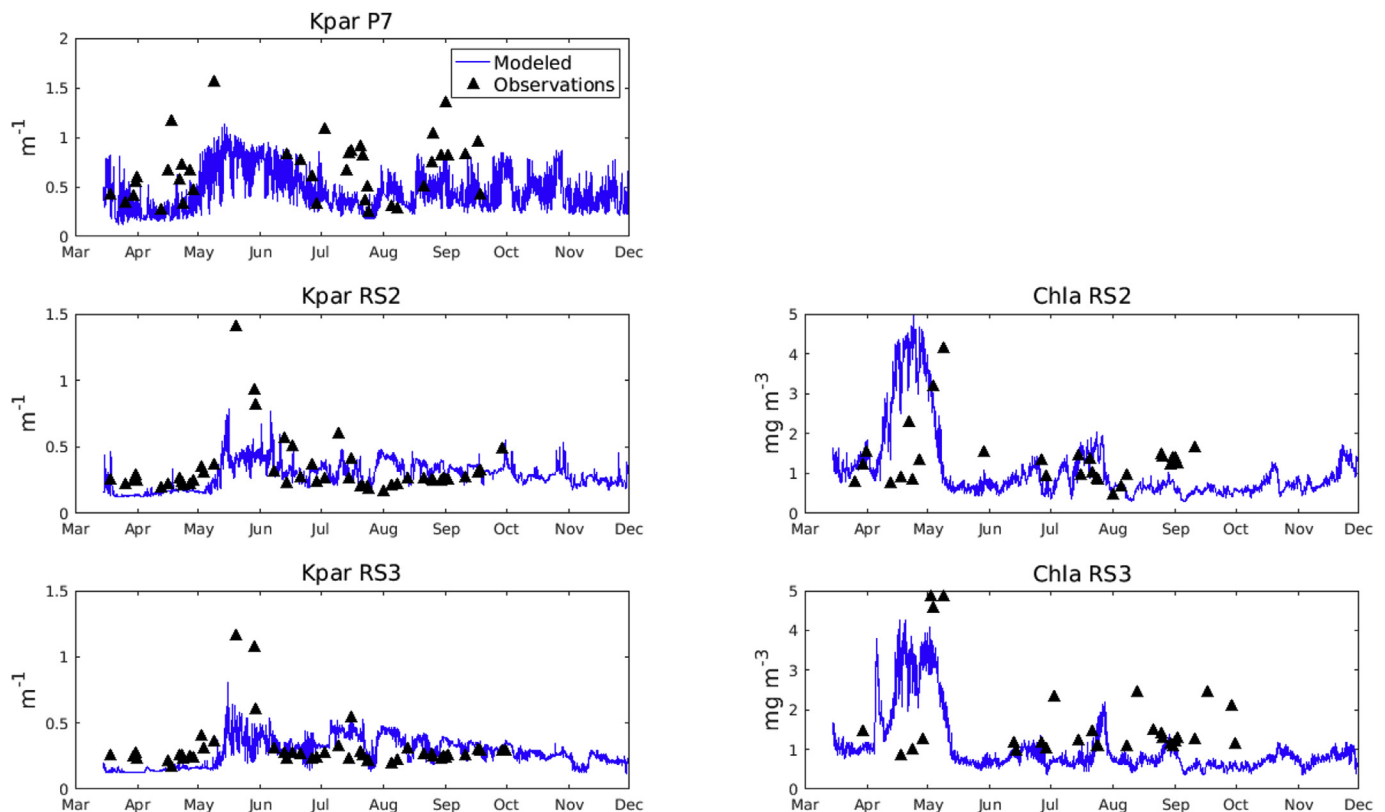 Kpar P7
2
1.5
1
0.5
0
m-1
Modeled
Observations
Mar Apr May Jun Jul Aug Sep Oct Nov Dec
Kpar RS2
1.5
1
0.5
0
m-1
Mar Apr May Jun Jul Aug Sep Oct Nov Dec
Chla RS2
5
4
3
2
1
0
mg m-3
Mar Apr May Jun Jul Aug Sep Oct Nov Dec
Kpar RS3
1.5
1
0.5
0
m-1
Mar Apr May Jun Jul Aug Sep Oct Nov Dec
Chla RS3
5
4
3
2
1
0
mg m-3
Mar Apr May Jun Jul Aug Sep Oct Nov Dec